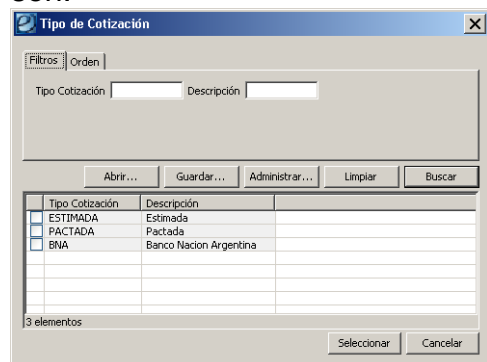 Tipo de Cotización
Filtros Orden
Tipo Cotización Descripción
Abrir... Guardar... Administrar... Limpiar Buscar
Tipo Cotización Descripción
ESTIMADA Estimada
PACTADA Pactada
BNA Banco Nacion Argentina
3 elementos
Seleccionar Cancelar